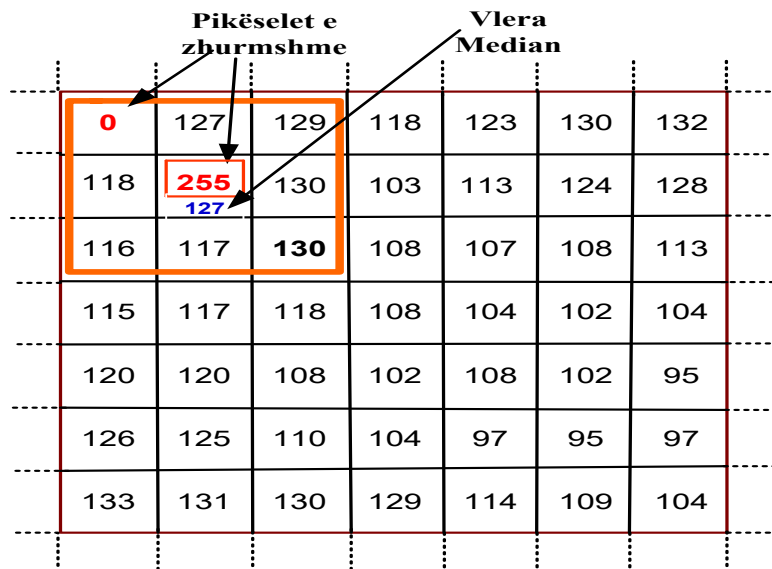 Pikëselet e
zhurmshme
Vlera
Median
0 127 129 118 123 130 132
118 255 130 103 113 124 128
127
116 117 130 108 107 108 113
115 117 118 108 104 102 104
120 120 108 102 108 102 95
126 125 110 104 97 95 97
133 131 130 129 114 109 104